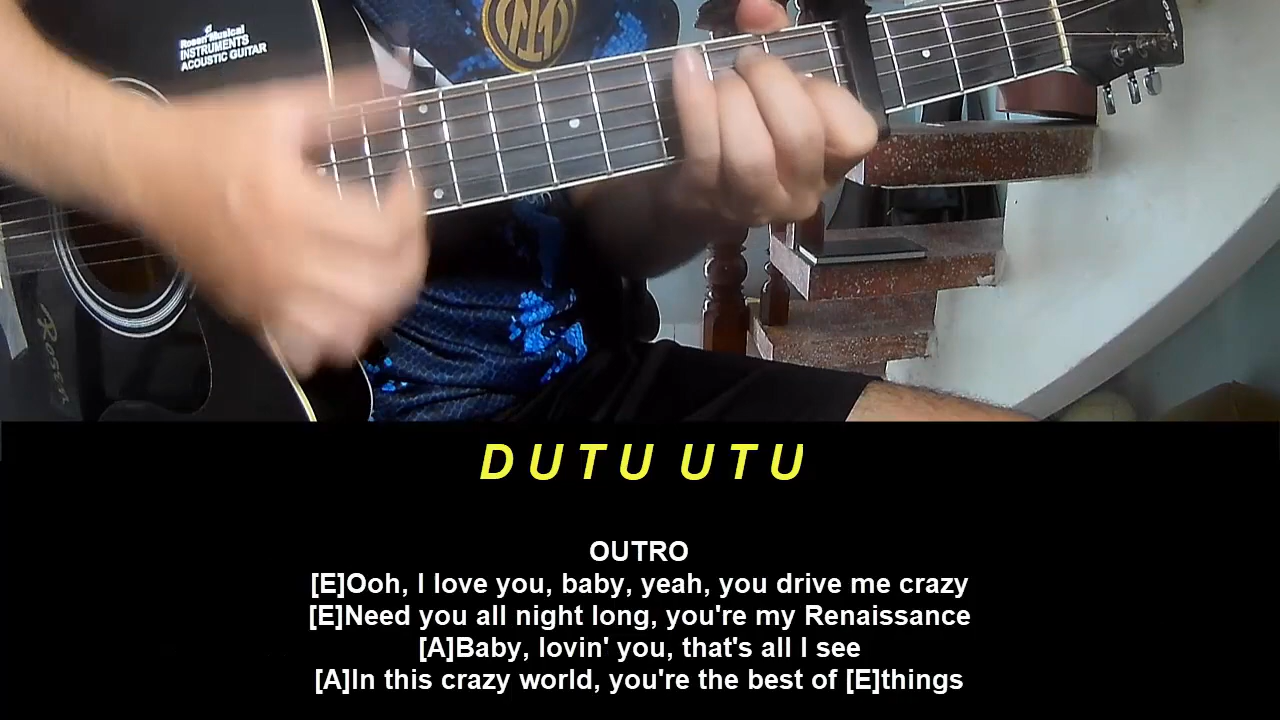 Rosen Musical
INSTRUMENTS
ACOUSTIC GUITAR
Rosen
D U T U U T U
OUTRO
[E]Ooh, I love you, baby, yeah, you drive me crazy
[E]Need you all night long, you're my Renaissance
[A]Baby, lovin' you, that's all I see
[A]In this crazy world, you're the best of [E]things